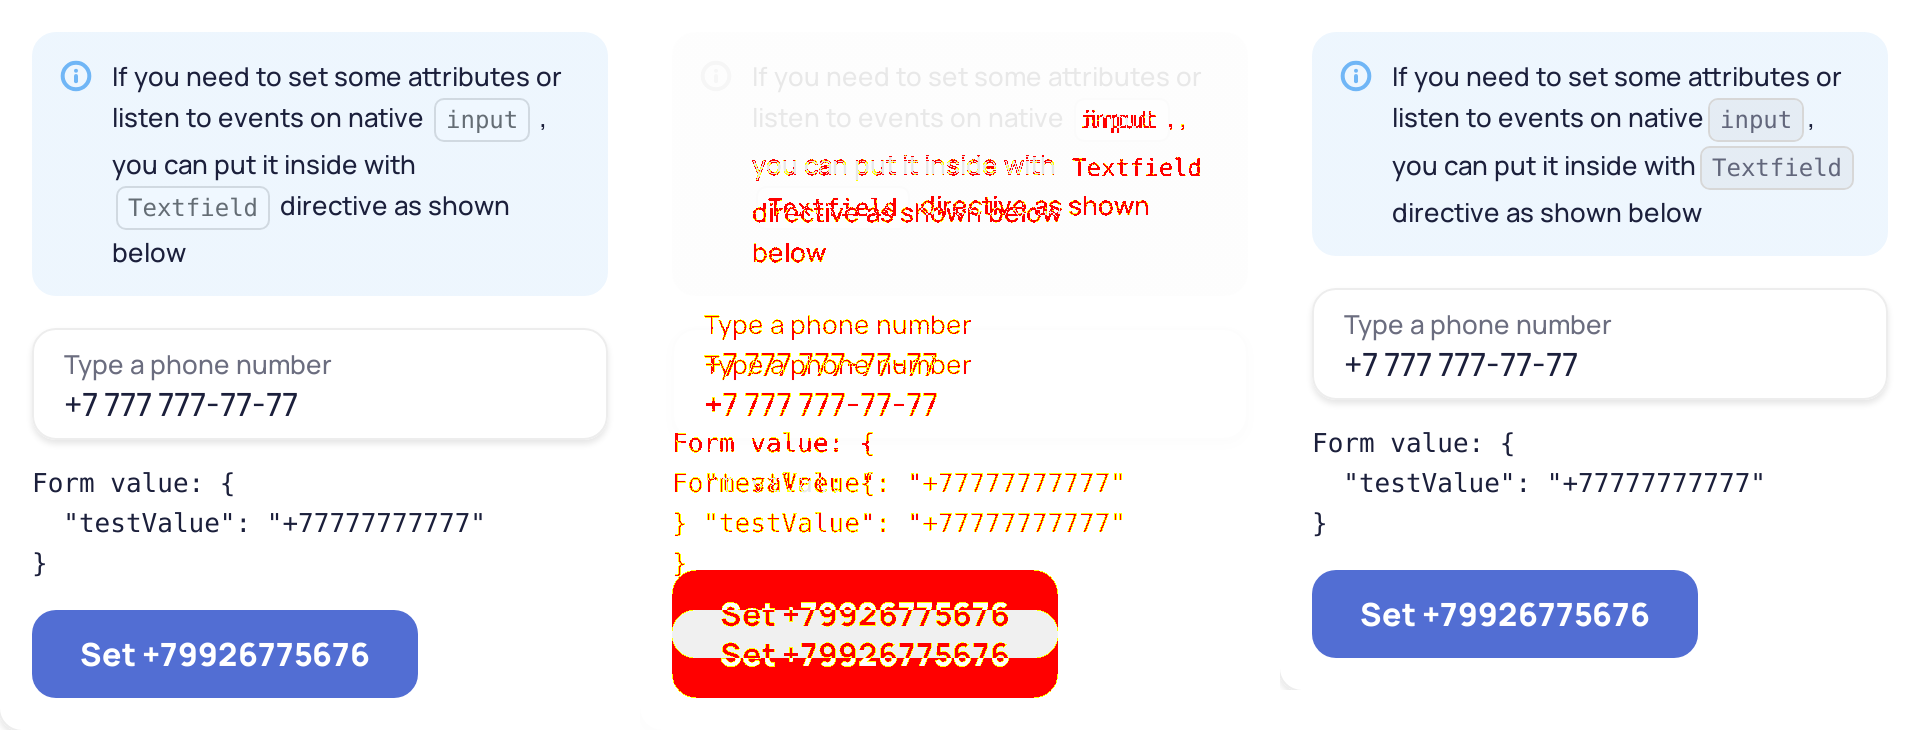 If you need to set some attributes or
listen to events on native input ,
you can put it inside with
Textfield directive as shown
below
Type a phone number
+7 777 777-77-77
Form value: {
"testValue": "+77777777777"
}
Set +79926775676
If you need to set some attributes or
listen to events on native
you can put it inside with Textfield
directive as shown below
Textfield directive as shown
below
Type a phone number
+7 777 777-77-77
Type a phone number
+7 777 777-77-77
Form value: {
Form value: {
"testValue": "+77777777777"
} "testValue": "+77777777777"
}
Set +79926775676
Set +79926775676
If you need to set some attributes or
listen to events on native input ,
you can put it inside with Textfield
directive as shown below
Type a phone number
+7 777 777-77-77
Form value: {
"testValue": "+77777777777"
}
Set +79926775676